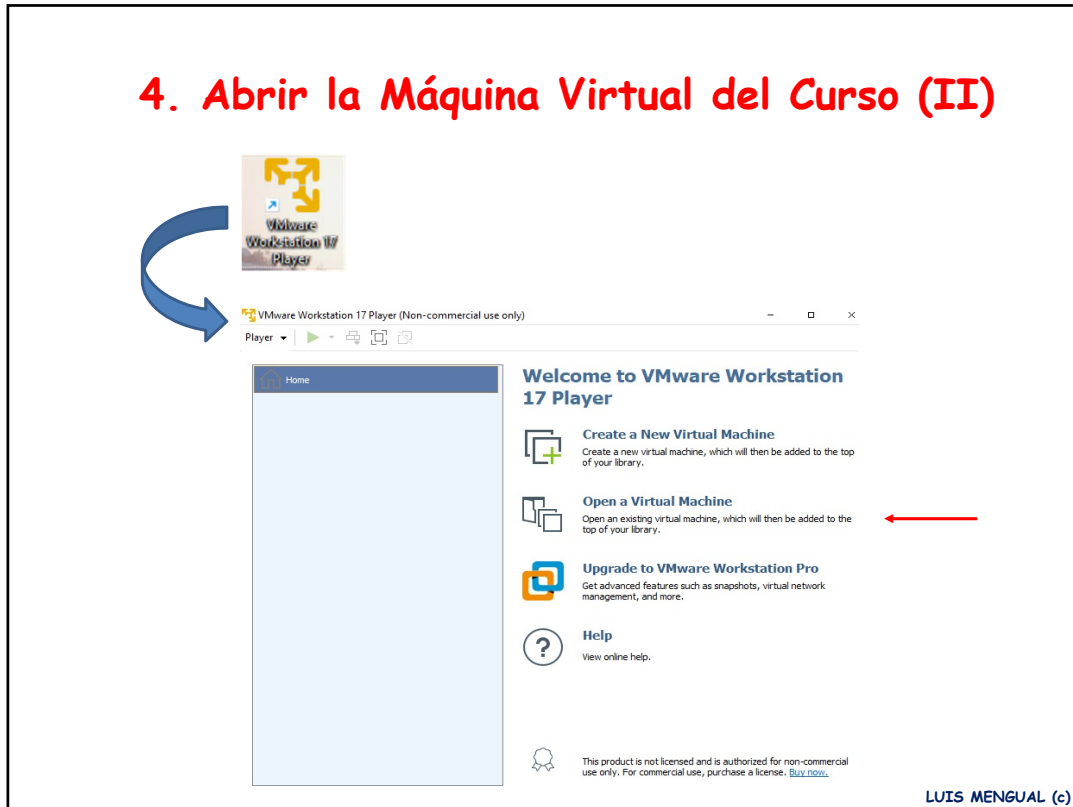 4. Abrir la Máquina Virtual del Curso (II)
VMware
Workstation 17
Player
VMware Workstation 17 Player (Non-commercial use only)
Player
Home
Welcome to VMware Workstation
17 Player
Create a New Virtual Machine
Create a new virtual machine, which will then be added to the top
of your library.
Open a Virtual Machine
Open an existing virtual machine, which will then be added to the
top of your library.
Upgrade to VMware Workstation Pro
Get advanced features such as snapshots, virtual network
management, and more.
Help
View online help.
This product is not licensed and is authorized for non-commercial
use only. For commercial use, purchase a license. Buy now.
LUIS MENGUAL (c)